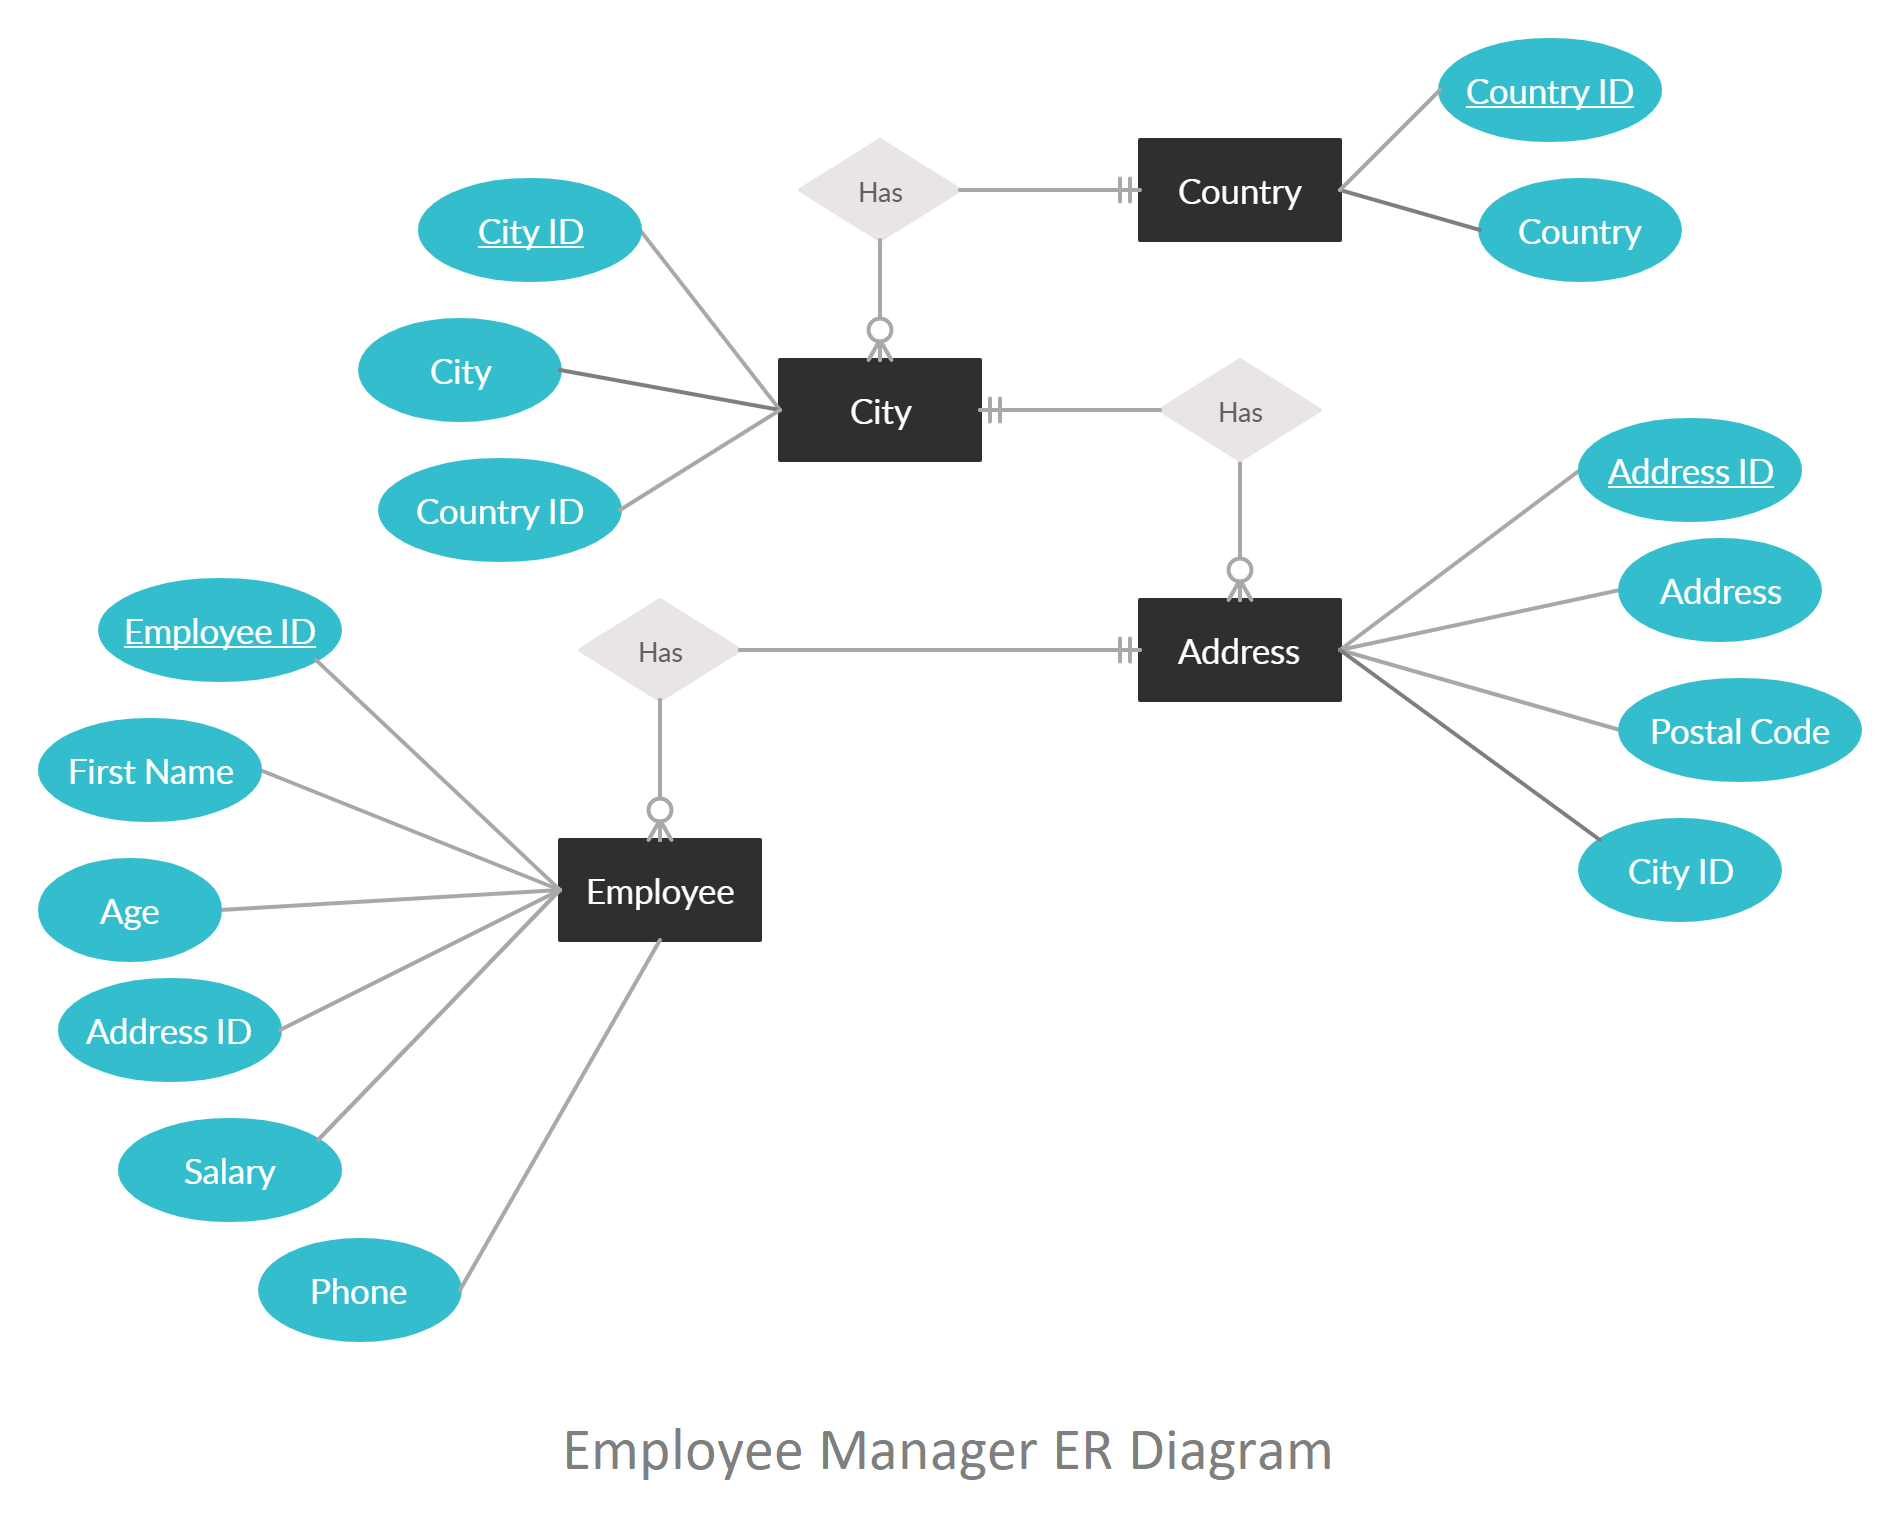 Country ID
Has
Country
Country
City ID
City
City
Has
Country ID
Address ID
Address
Employee ID
Has
Address
First Name
Postal Code
City ID
Employee
Age
Address ID
Salary
Phone
Employee Manager ER Diagram